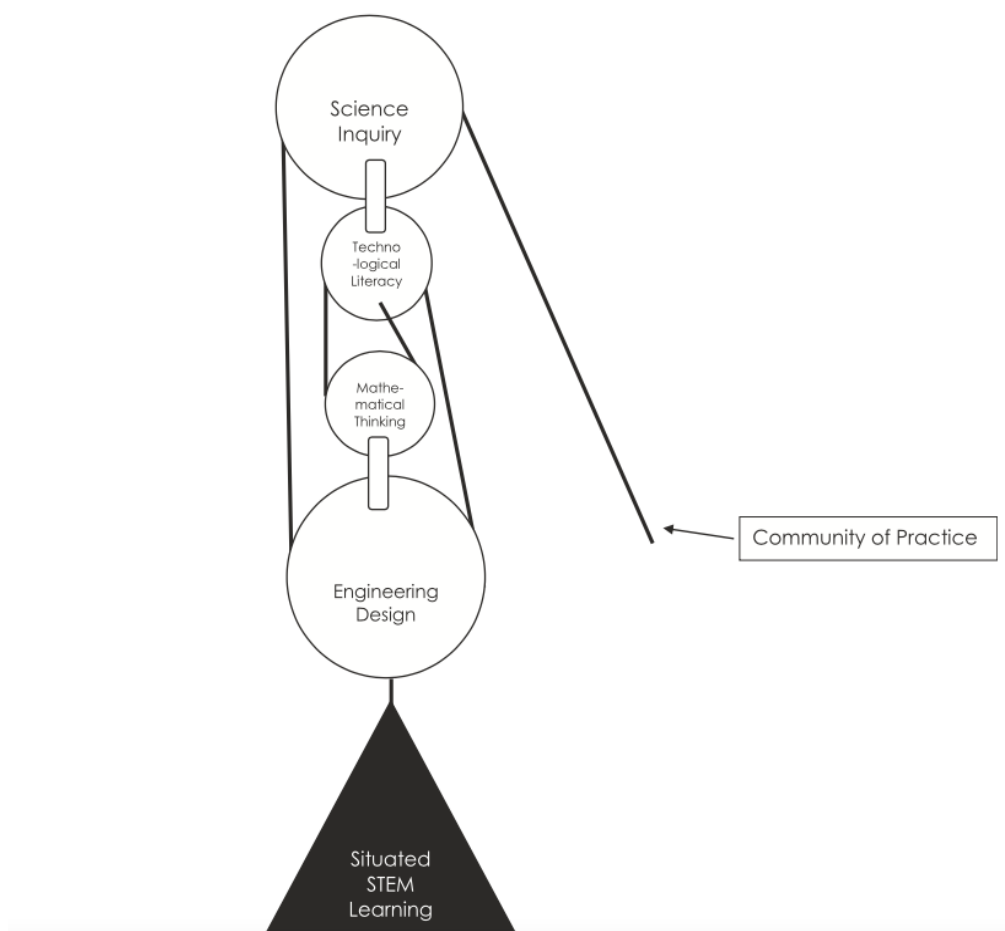 Science
Inquiry
Techno
-logical
Literacy
Mathe-
matical
Thinking
Community of Practice
Engineering
Design
Situated
STEM
Learning